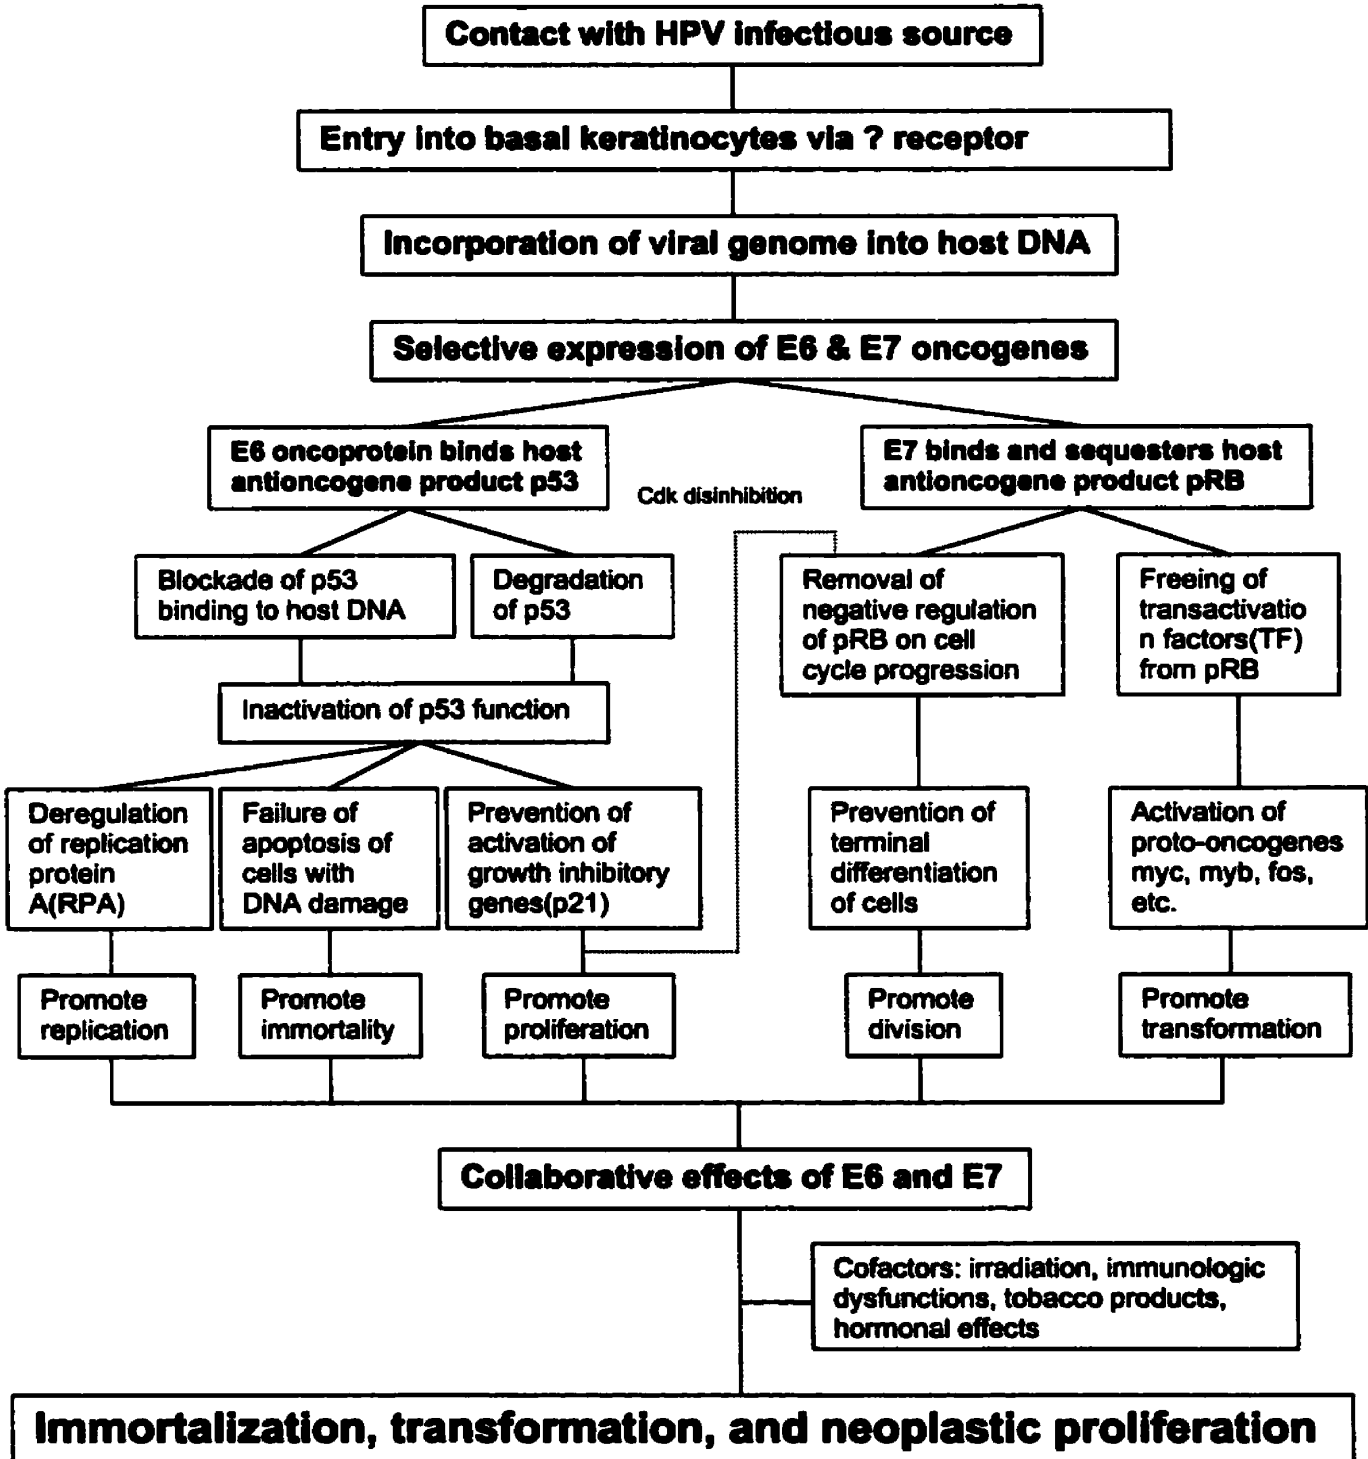 Contact with HPV infectious source
Entry into basal keratinocytes via ? receptor
Incorporation of viral genome into host DNA
Selective expression of E6 & E7 oncogenes
E6 oncoprotein binds host
antioncogene product p53
Cdk disinhibition
E7 binds and sequesters host
antioncogene product pRB
Blockade of p53
binding to host DNA
Degradation
of p53
Removal of
negative regulation
of pRB on cell
cycle progression
Freeing of
transactivatio
n factors(TF)
from pRB
Inactivation of p53 function
Deregulation
of replication
protein
A(RPA)
Failure of
apoptosis of
cells with
DNA damage
Prevention of
activation of
growth inhibitory
genes(p21)
Prevention of
terminal
differentiation
of cells
Activation of
proto-oncogenes
myc, myb, fos,
etc.
Promote
replication
Promote
immortality
Promote
proliferation
Promote
division
Promote
transformation
Collaborative effects of E6 and E7
Cofactors: irradiation, immunologic
dysfunctions, tobacco products,
hormonal effects
Immortalization, transformation, and neoplastic proliferation